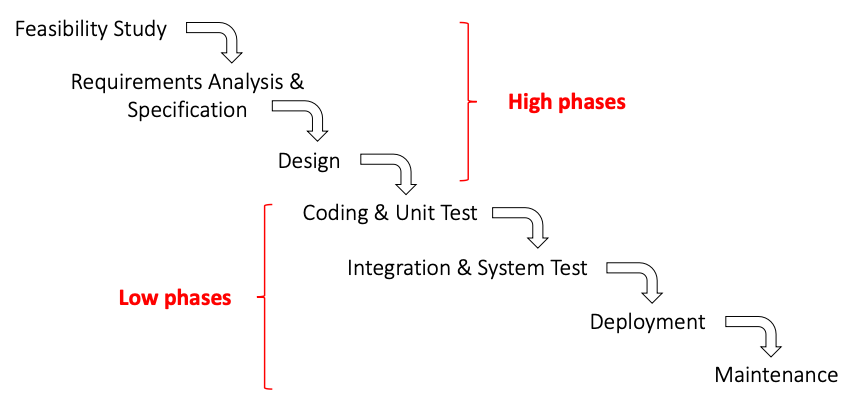 Feasibility Study
Requirements Analysis &
Specification
High phases
Design
Coding & Unit Test
Integration & System Test
Low phases
Deployment
Maintenance